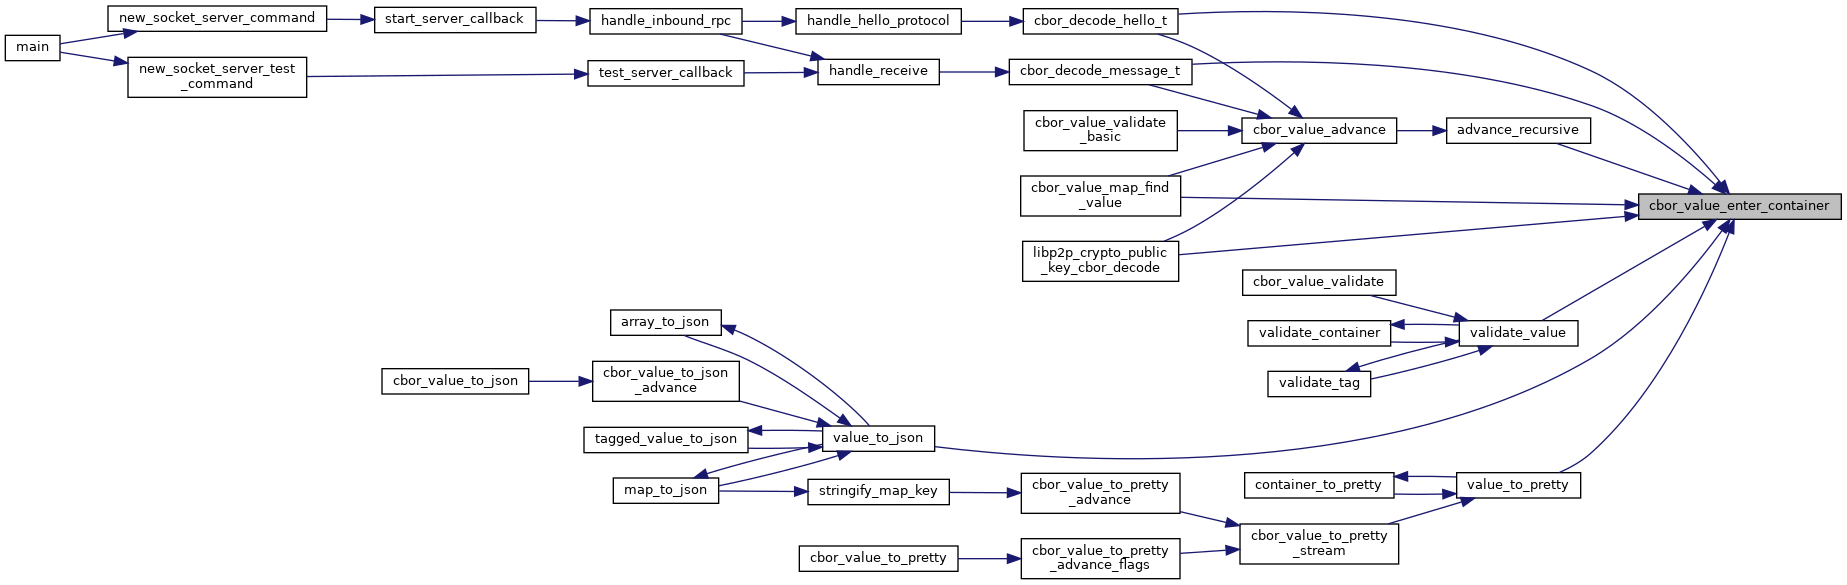 new_socket_server_command
start_server_callback
handle_inbound_rpc
handle_hello_protocol
cbor_decode_hello_t
main
new_socket_server_test
_command
test_server_callback
handle_receive
cbor_decode_message_t
cbor_value_validate
_basic
cbor_value_advance
advance_recursive
cbor_value_map_find
_value
cbor_value_enter_container
libp2p_crypto_public
_key_cbor_decode
cbor_value_validate
array_to_json
validate_container
validate_value
cbor_value_to_json
cbor_value_to_json
_advance
validate_tag
tagged_value_to_json
value_to_json
map_to_json
stringify_map_key
cbor_value_to_pretty
_advance
container_to_pretty
value_to_pretty
cbor_value_to_pretty
_stream
cbor_value_to_pretty
cbor_value_to_pretty
_advance_flags